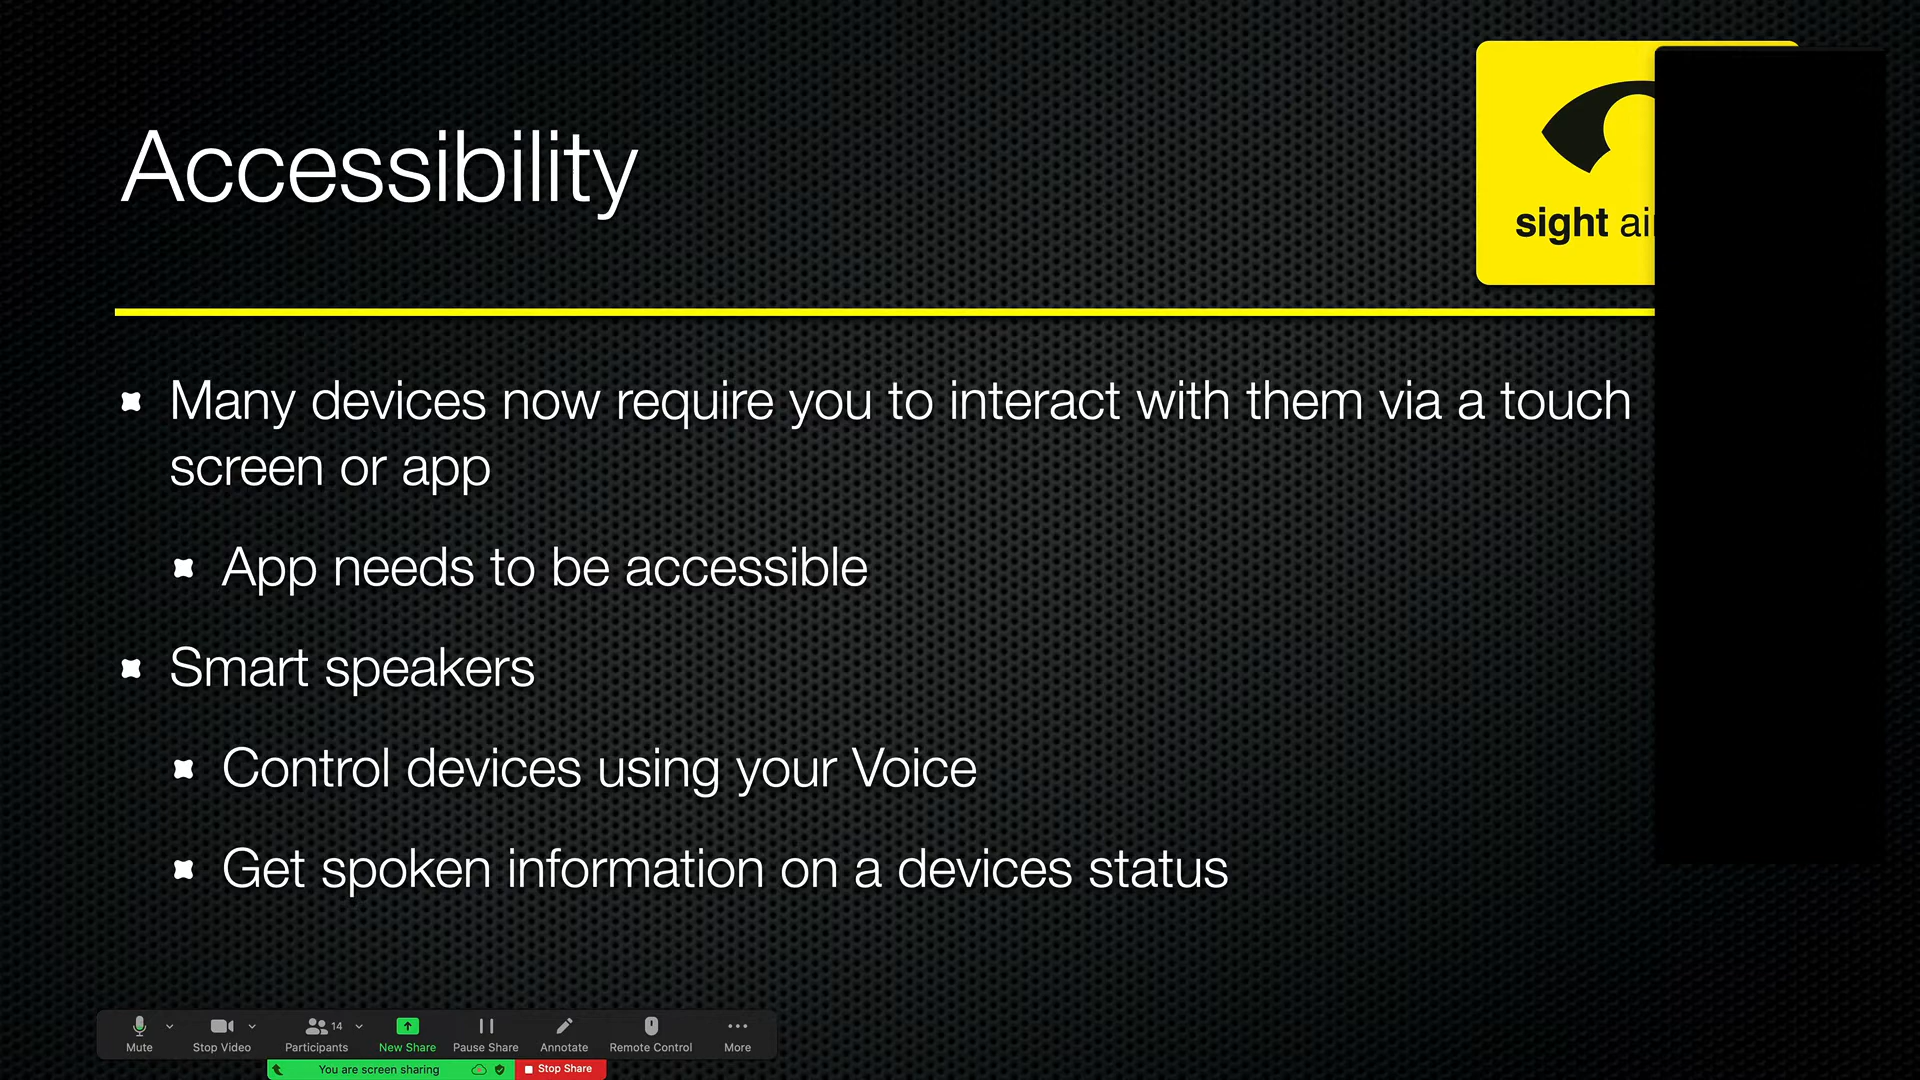 Accessibility
sight
Many devices now require you to interact with them via a touch
screen or app
App needs to be accessible
Smart speakers
Control devices using your Voice
Get spoken information on a devices status
14
Mute
Stop Video
Participants
New Share
Pause Share
Annotate
Remote Control
More
You are screen sharing
Stop Share